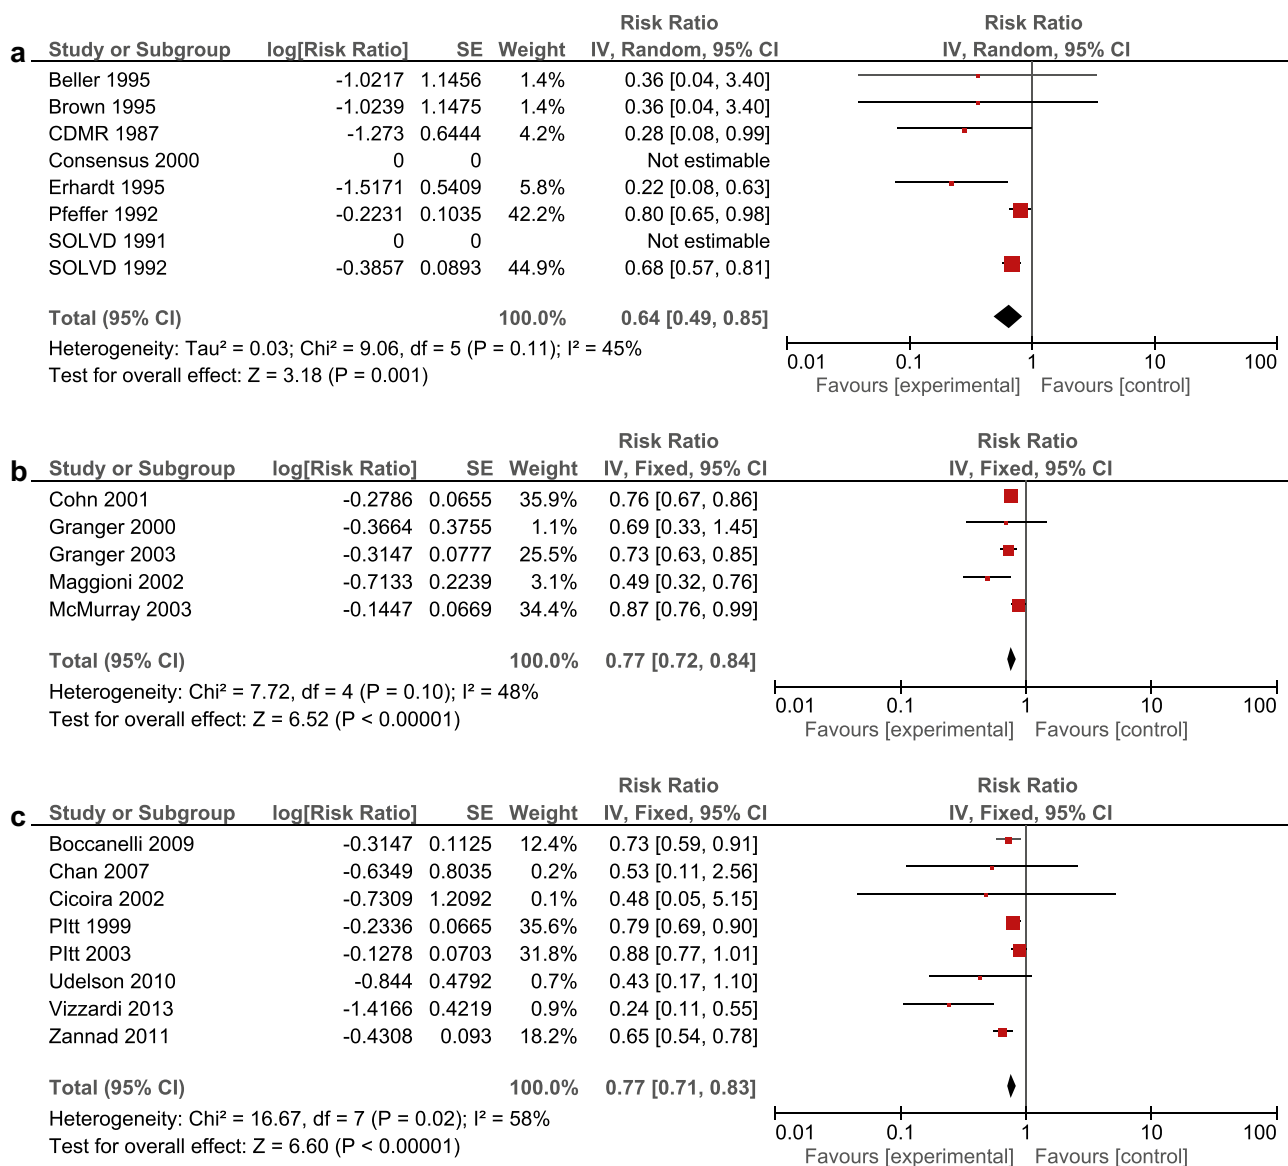 Risk Ratio Risk Ratio
a Study or Subgroup log[Risk Ratio] SE Weight IV, Random, 95% CI IV, Random, 95% CI
Beller 1995 -1.0217 1.1456 1.4% 0.36 [0.04, 3.40]
Brown 1995 -1.0239 1.1475 1.4% 0.36 [0.04, 3.40]
CDMR 1987 -1.273 0.6444 4.2% 0.28 [0.08, 0.99]
Consensus 2000 0 0 Not estimable
Erhardt 1995 -1.5171 0.5409 5.8% 0.22 [0.08, 0.63]
Pfeffer 1992 -0.2231 0.1035 42.2% 0.80 [0.65, 0.98]
SOLVD 1991 0 0 Not estimable
SOLVD 1992 -0.3857 0.0893 44.9% 0.68 [0.57, 0.81]
Total (95% CI) 100.0% 0.64 [0.49, 0.85]
Heterogeneity: Tau² = 0.03; Chi² = 9.06, df = 5 (P = 0.11); I² = 45%
Test for overall effect: Z = 3.18 (P = 0.001)
0.01 0.1 1 10 100
Favours [experimental] Favours [control]
Risk Ratio Risk Ratio
b Study or Subgroup log[Risk Ratio] SE Weight IV, Fixed, 95% CI IV, Fixed, 95% CI
Cohn 2001 -0.2786 0.0655 35.9% 0.76 [0.67, 0.86]
Granger 2000 -0.3664 0.3755 1.1% 0.69 [0.33, 1.45]
Granger 2003 -0.3147 0.0777 25.5% 0.73 [0.63, 0.85]
Maggioni 2002 -0.7133 0.2239 3.1% 0.49 [0.32, 0.76]
McMurray 2003 -0.1447 0.0669 34.4% 0.87 [0.76, 0.99]
Total (95% CI) 100.0% 0.77 [0.72, 0.84]
Heterogeneity: Chi² = 7.72, df = 4 (P = 0.10); I² = 48%
Test for overall effect: Z = 6.52 (P < 0.00001)
0.01 0.1 1 10 100
Favours [experimental] Favours [control]
Risk Ratio Risk Ratio
c Study or Subgroup log[Risk Ratio] SE Weight IV, Fixed, 95% CI IV, Fixed, 95% CI
Boccanelli 2009 -0.3147 0.1125 12.4% 0.73 [0.59, 0.91]
Chan 2007 -0.6349 0.8035 0.2% 0.53 [0.11, 2.56]
Cicoira 2002 -0.7309 1.2092 0.1% 0.48 [0.05, 5.15]
PItt 1999 -0.2336 0.0665 35.6% 0.79 [0.69, 0.90]
PItt 2003 -0.1278 0.0703 31.8% 0.88 [0.77, 1.01]
Udelson 2010 -0.844 0.4792 0.7% 0.43 [0.17, 1.10]
Vizzardi 2013 -1.4166 0.4219 0.9% 0.24 [0.11, 0.55]
Zannad 2011 -0.4308 0.093 18.2% 0.65 [0.54, 0.78]
Total (95% CI) 100.0% 0.77 [0.71, 0.83]
Heterogeneity: Chi² = 16.67, df = 7 (P = 0.02); I² = 58%
Test for overall effect: Z = 6.60 (P < 0.00001)
0.01 0.1 1 10 100
Favours [experimental] Favours [control]